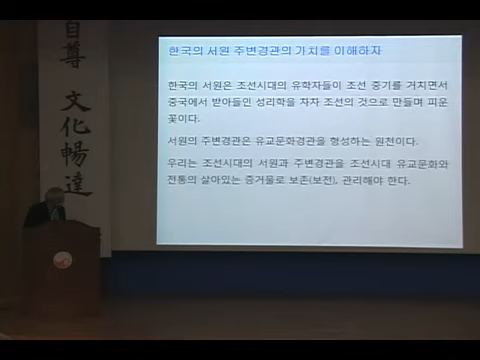 自尊 文化暢達
한국의 서원 주변경관의 가치를 이해하자
한국의 서원은 조선시대의 유학자들이 조선 중기를 거치면서
중국에서 받아들인 성리학을 차차 조선의 것으로 만들며 피운
꽃이다.
서원의 주변경관은 유교문화경관을 형성하는 원천이다.
우리는 조선시대의 서원과 주변경관을 조선시대 유교문화와
전통의 살아있는 증거물로 보존(보전), 관리해야 한다.